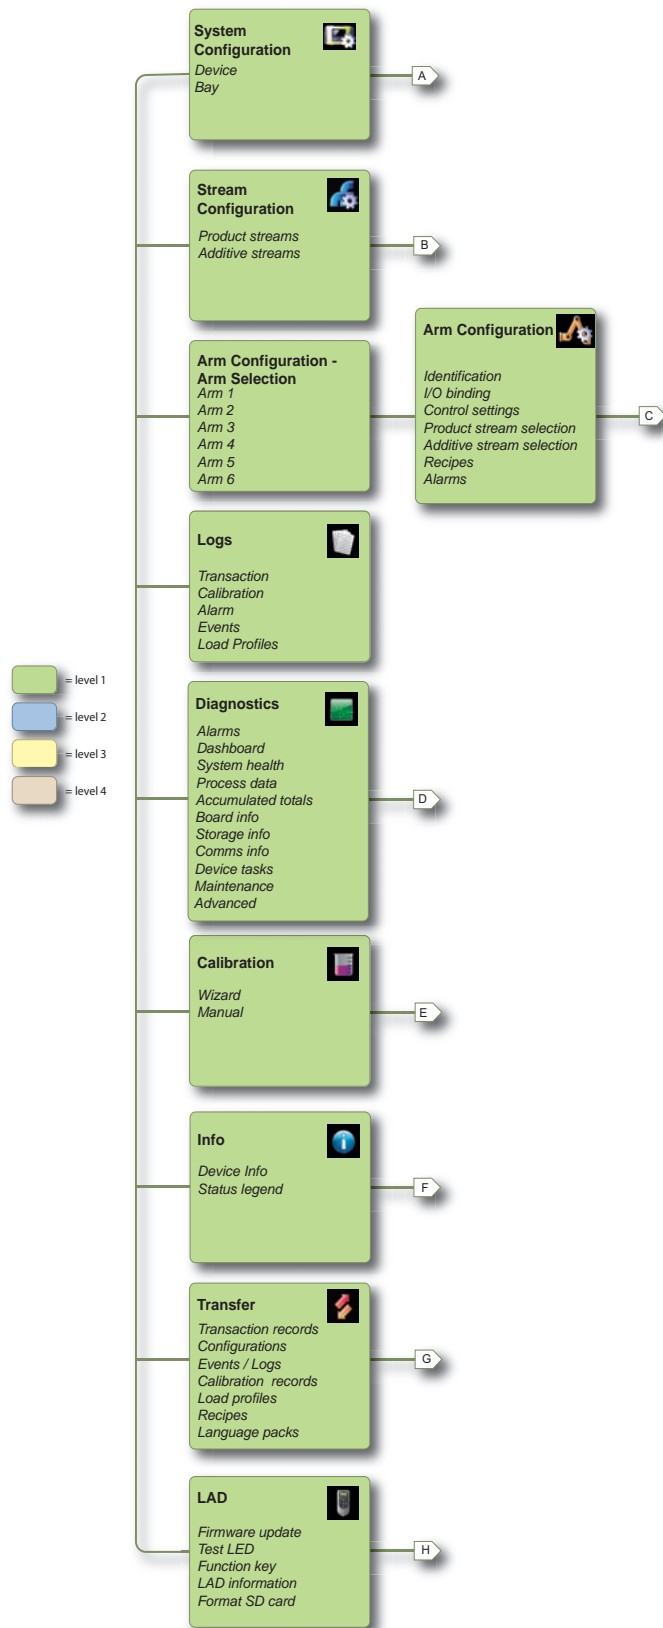 System
Configuration
Device
Bay
A
Stream
Configuration
Product streams
Additive streams
B
Arm Configuration -
Arm Selection
Arm 1
Arm 2
Arm 3
Arm 4
Arm 5
Arm 6
Arm Configuration
Identification
I/O binding
Control settings
Product stream selection
Additive stream selection
Recipes
Alarms
C
Logs
Transaction
Calibration
Alarm
Events
Load Profiles
= level 1
= level 2
= level 3
= level 4
Diagnostics
Alarms
Dashboard
System health
Process data
Accumulated totals
Board info
Storage info
Comms info
Device tasks
Maintenance
Advanced
D
Calibration
Wizard
Manual
E
Info
Device Info
Status legend
F
Transfer
Transaction records
Configurations
Events / Logs
Calibration records
Load profiles
Recipes
Language packs
G
LAD
Firmware update
Test LED
Function key
LAD information
Format SD card
H